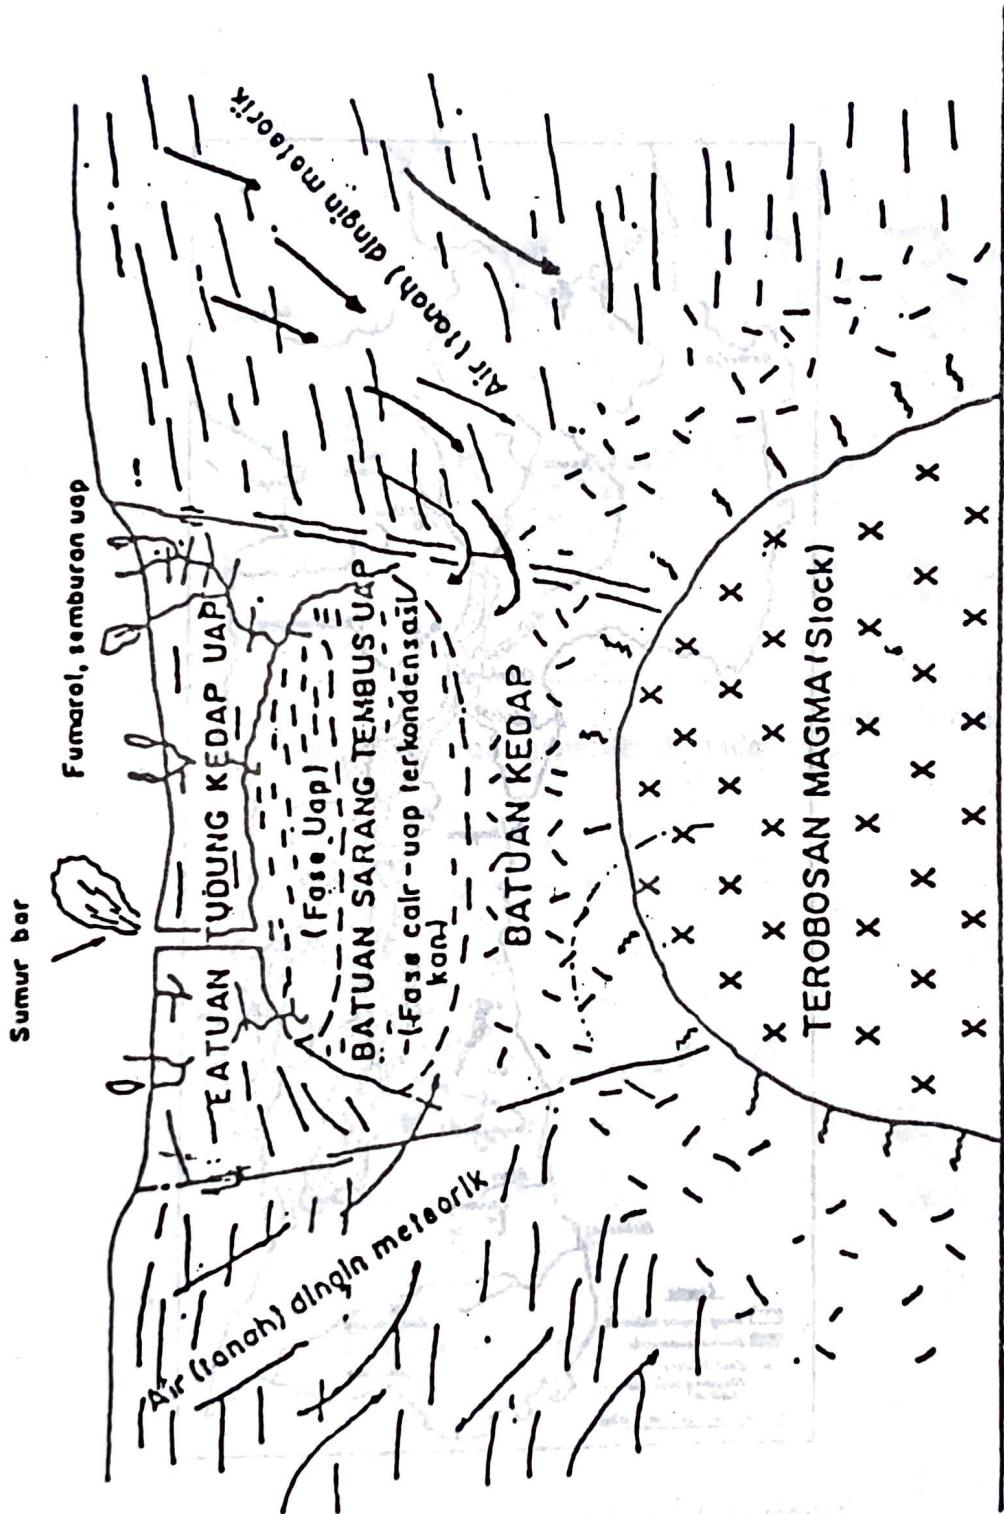 Sumur bor
Fumarol, semburan uap
EATUAN TUDUNG KEDAP UAP
(Fase Uap)
BATUAN SARANG TEMBUS UAP
(Fase cair-uap terkondensasi
kan)
BATUAN KEDAP
Air (tanah) dingin meteorik
Air (tanah) dingin meteorik
TEROBOSAN MAGMA (Stock)